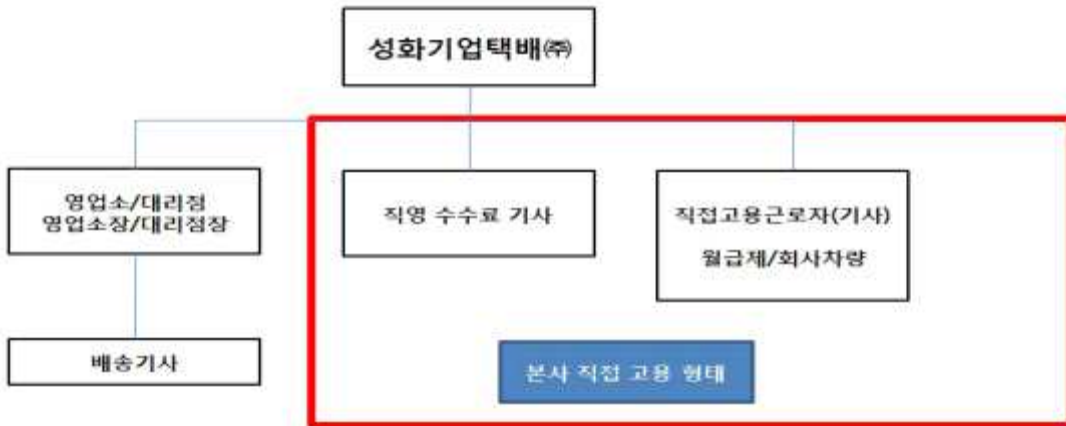 성화기업택배㈜
영업소/대리점
영업소장/대리점장
직영 수수료 기사
직접고용근로자(기사)
월급제/회사차량
배송기사
본사 직접 고용 형태